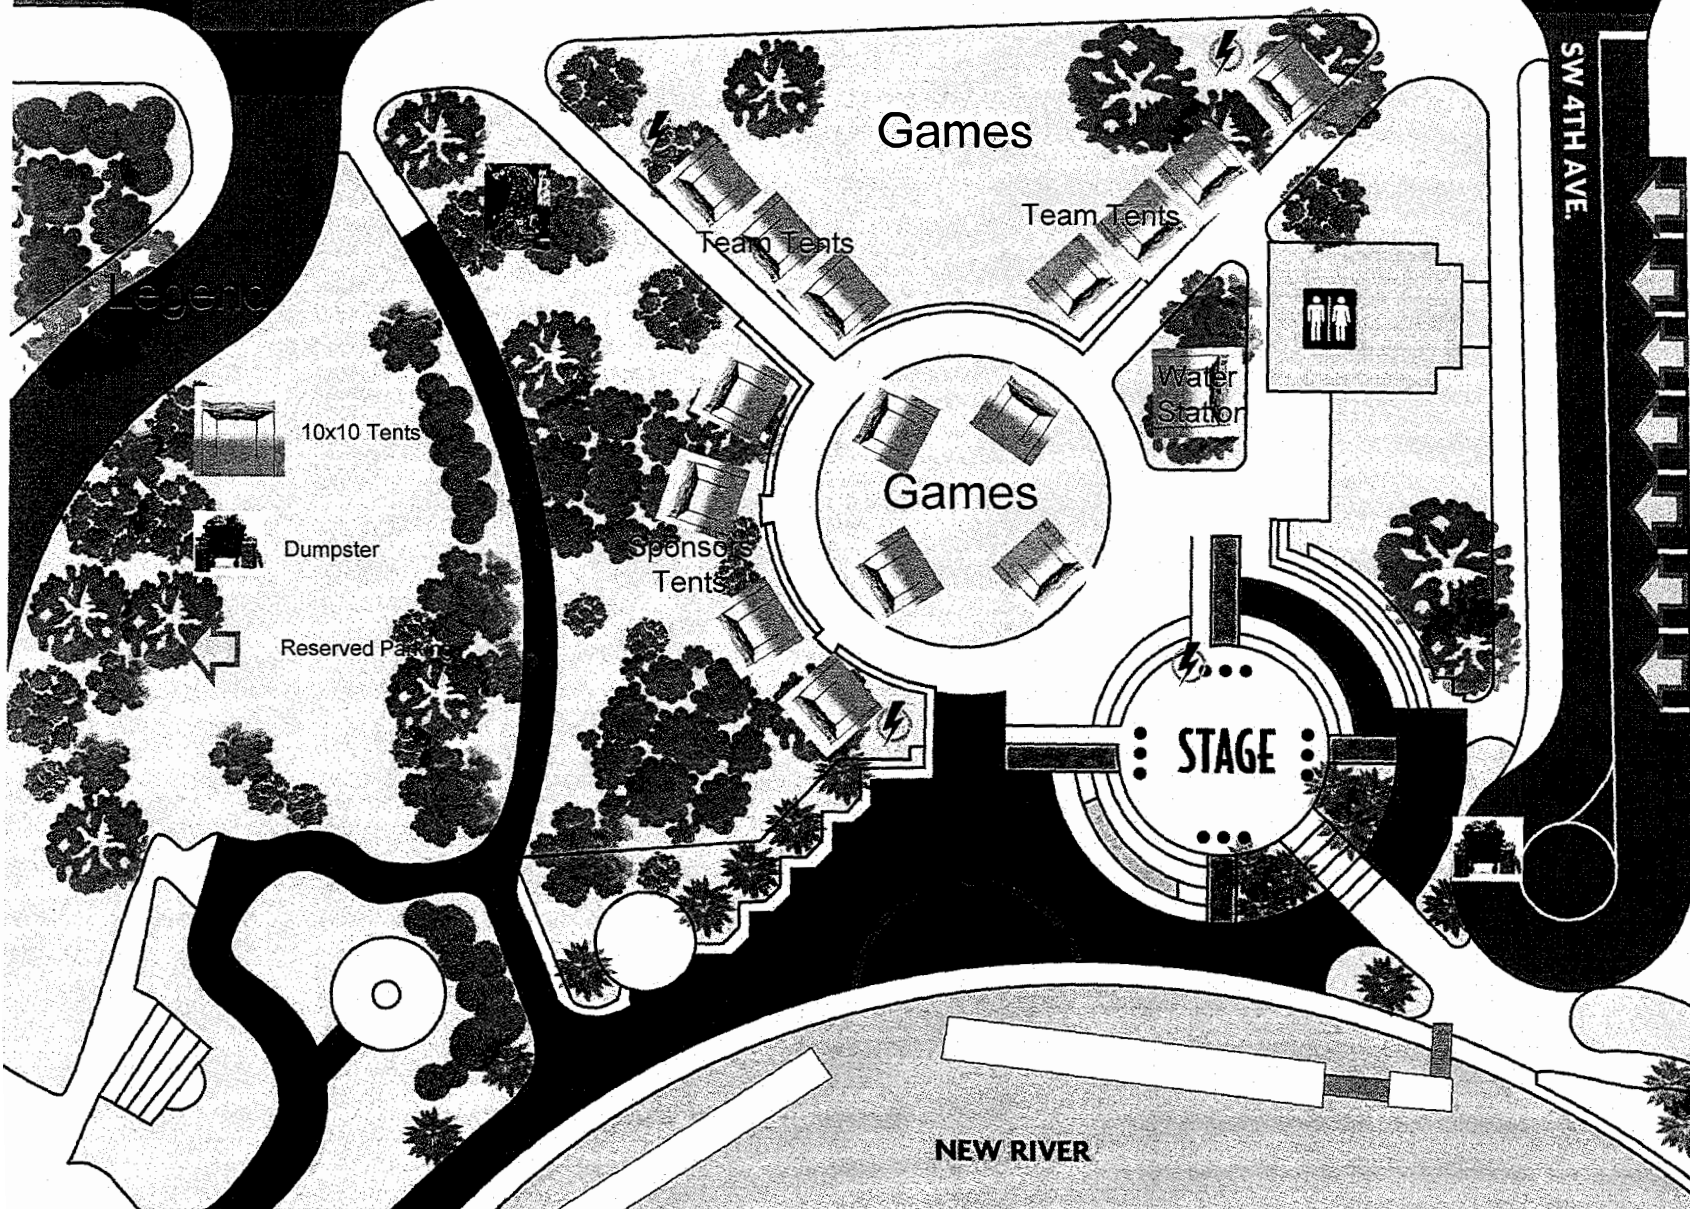 SW 4TH AVE.
Games
Team Tents
Team Tents
Legend
Water
Station
10x10 Tents
Games
Sponsors
Tents
Dumpster
Reserved Parking
STAGE
NEW RIVER